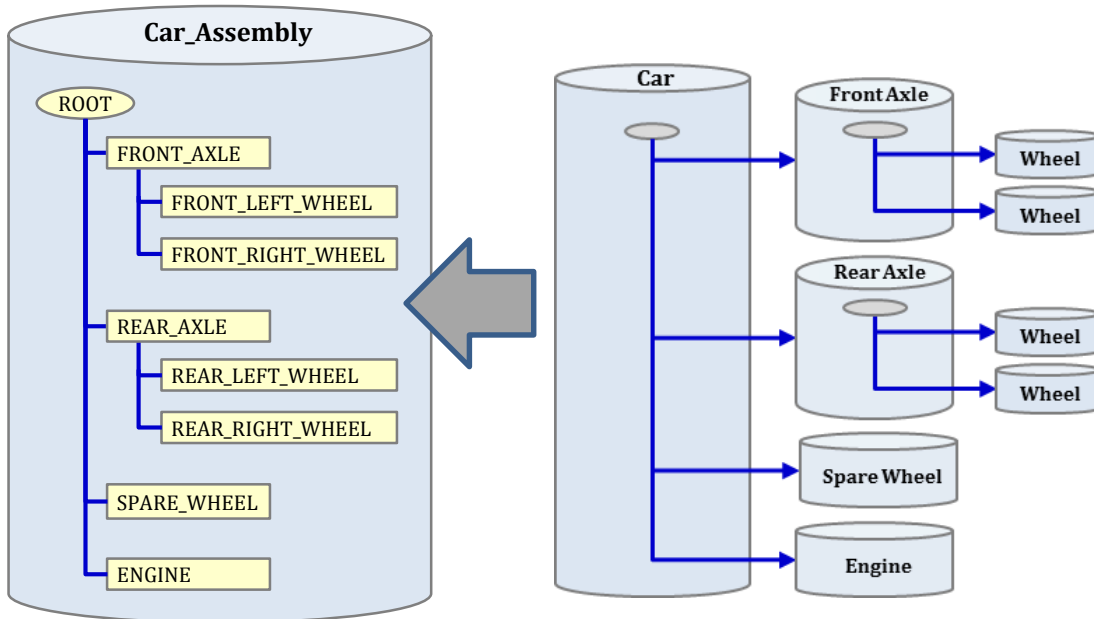 Car_Assembly
ROOT
FRONT_AXLE
FRONT_LEFT_WHEEL
FRONT_RIGHT_WHEEL
REAR_AXLE
REAR_LEFT_WHEEL
REAR_RIGHT_WHEEL
SPARE_WHEEL
ENGINE
Car
Front Axle
Wheel
Wheel
Rear Axle
Wheel
Wheel
Spare Wheel
Engine